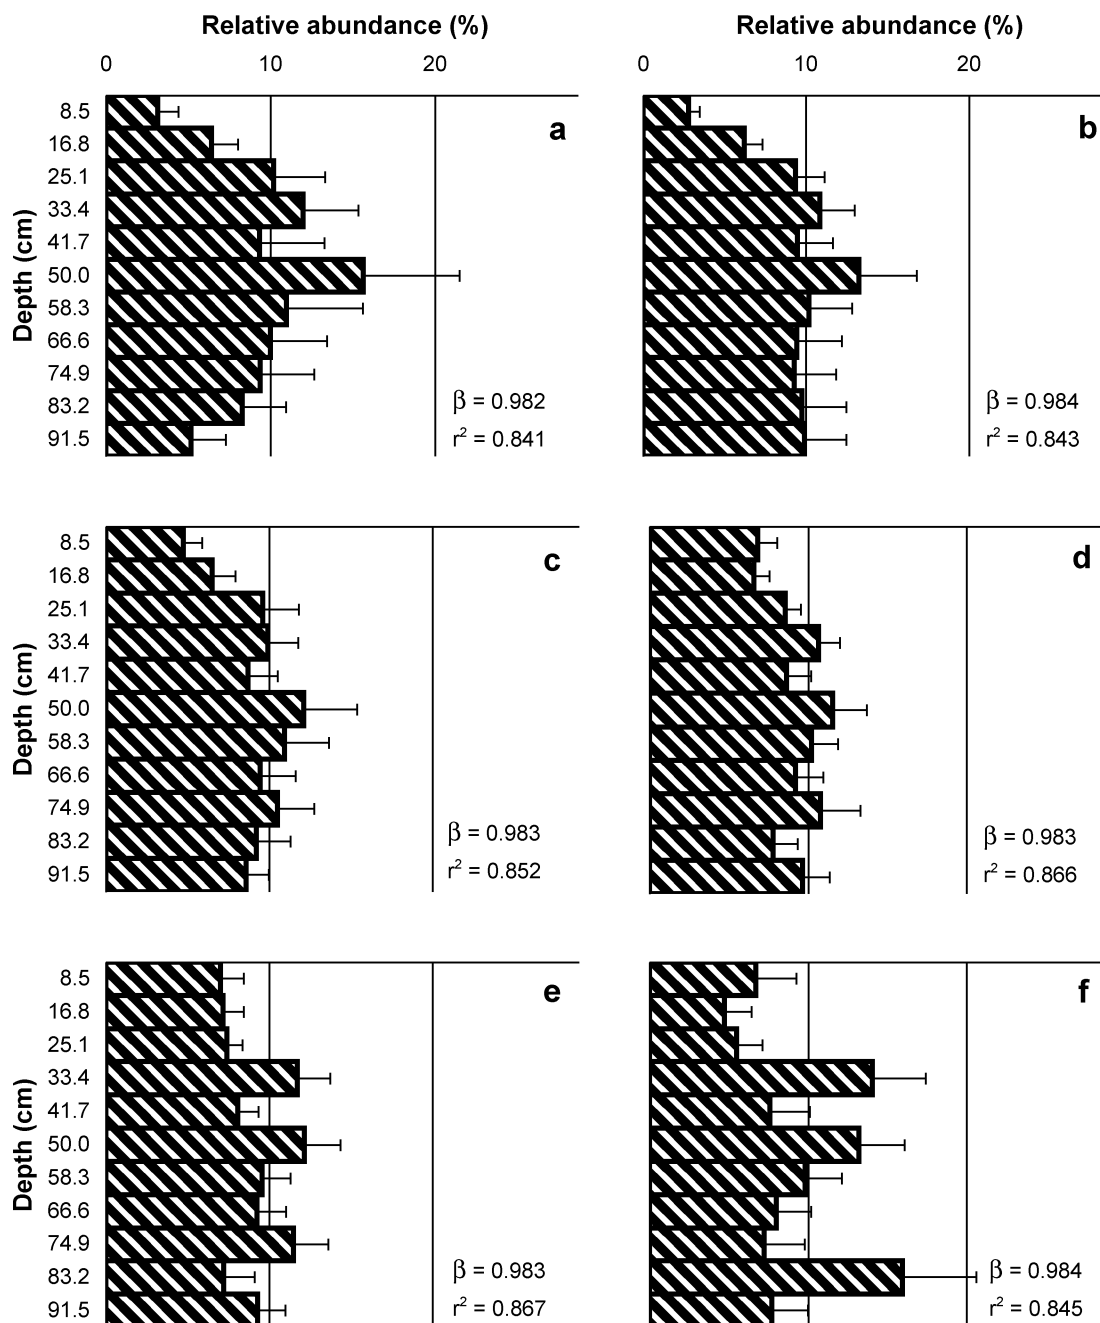 Relative abundance (%)
Relative abundance (%)
0 10 20
0 10 20
Depth (cm)
8.5
16.8
25.1
33.4
41.7
50.0
58.3
66.6
74.9
83.2
91.5
a
β = 0.982
r² = 0.841
b
β = 0.984
r² = 0.843
Depth (cm)
8.5
16.8
25.1
33.4
41.7
50.0
58.3
66.6
74.9
83.2
91.5
c
β = 0.983
r² = 0.852
d
β = 0.983
r² = 0.866
Depth (cm)
8.5
16.8
25.1
33.4
41.7
50.0
58.3
66.6
74.9
83.2
91.5
e
β = 0.983
r² = 0.867
f
β = 0.984
r² = 0.845